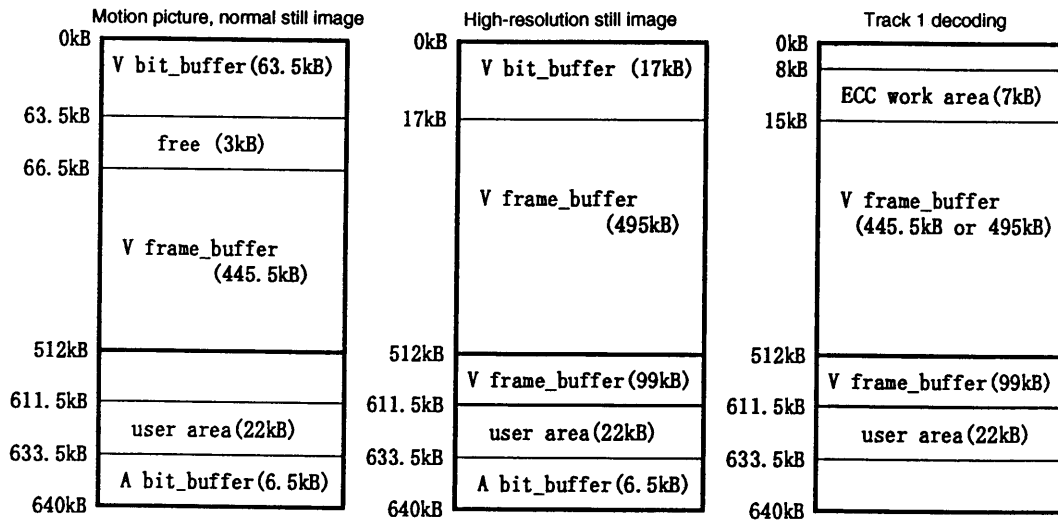 Motion picture, normal still image
0kB
V bit_buffer(63.5kB)
63.5kB
free (3kB)
66.5kB
V frame_buffer
(445.5kB)
512kB
611.5kB
user area(22kB)
633.5kB
A bit_buffer(6.5kB)
640kB
High-resolution still image
0kB
V bit_buffer (17kB)
17kB
V frame_buffer
(495kB)
512kB
V frame_buffer(99kB)
611.5kB
user area(22kB)
633.5kB
A bit_buffer(6.5kB)
640kB
Track 1 decoding
0kB
8kB
ECC work area(7kB)
15kB
V frame_buffer
(445.5kB or 495kB)
512kB
V frame_buffer(99kB)
611.5kB
user area(22kB)
633.5kB
640kB